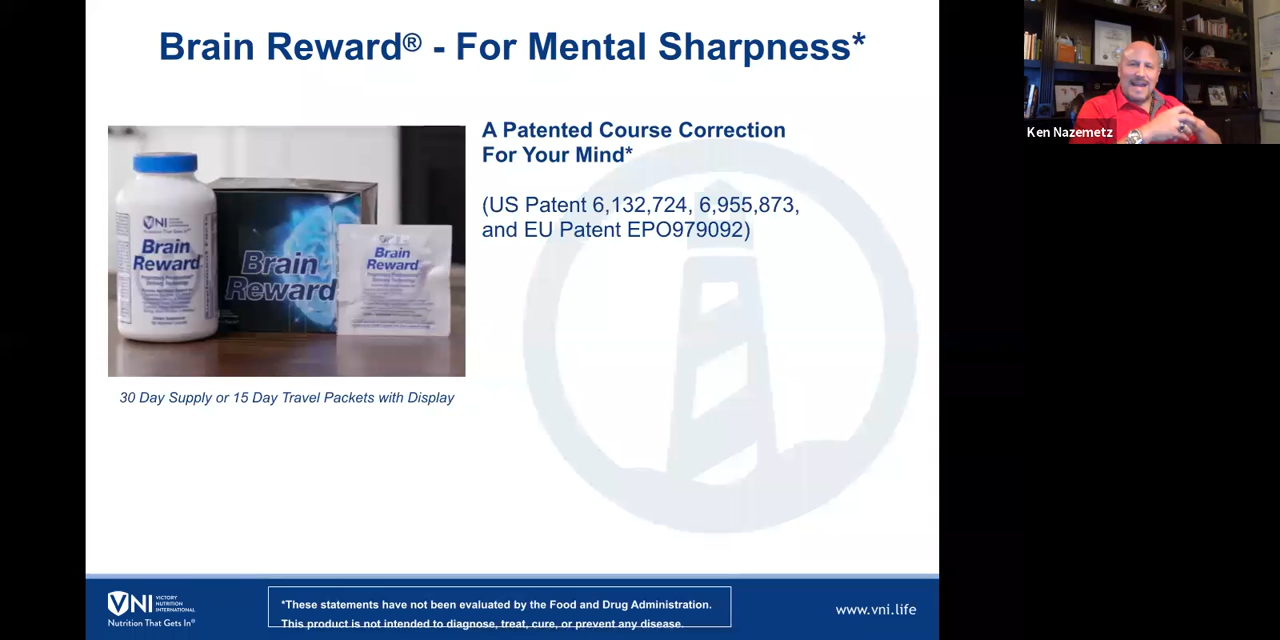 Brain Reward® - For Mental Sharpness*
Ken Nazemetz
A Patented Course Correction
For Your Mind*
(US Patent 6,132,724, 6,955,873,
and EU Patent EPO979092)
VNI
Brain
Reward
Brain
Reward
Brain
Reward
30 Day Supply or 15 Day Travel Packets with Display
VNI VICTORY
NUTRITION
INTERNATIONAL
Nutrition That Gets In®
*These statements have not been evaluated by the Food and Drug Administration.
This product is not intended to diagnose, treat, cure, or prevent any disease.
www.vni.life